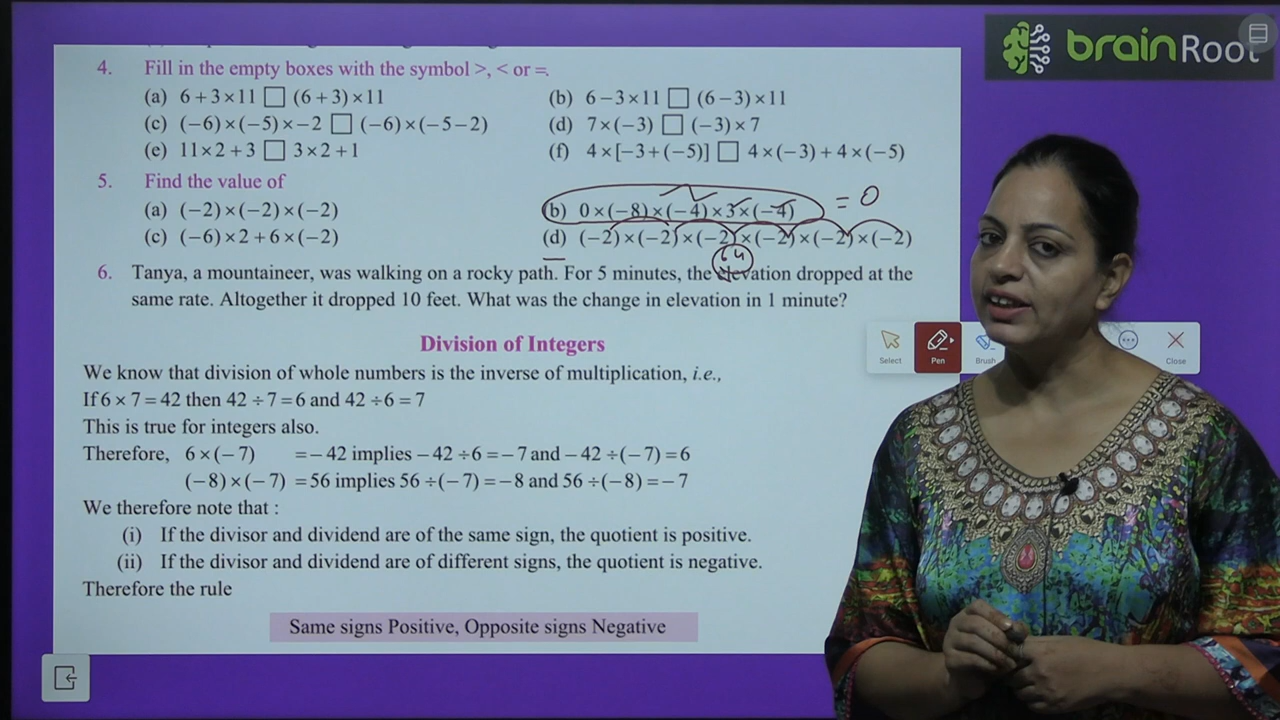 brainRoot
4. Fill in the empty boxes with the symbol >, < or =.
(a) 6+3×11 □ (6+3)×11 (b) 6−3×11 □ (6−3)×11
(c) (−6)×(−5)×−2 □ (−6)×(−5−2) (d) 7×(−3) □ (−3)×7
(e) 11×2+3 □ 3×2+1 (f) 4×[−3+(−5)] □ 4×(−3)+4×(−5)
5. Find the value of
(a) (−2)×(−2)×(−2) (b) 0×(−8)×(−4)×3×(−4) = 0
(c) (−6)×2+6×(−2) (d) (−2)×(−2)×(−2)×(−2)×(−2)×(−2)
64
6. Tanya, a mountaineer, was walking on a rocky path. For 5 minutes, the elevation dropped at the
same rate. Altogether it dropped 10 feet. What was the change in elevation in 1 minute?
Division of Integers
We know that division of whole numbers is the inverse of multiplication, i.e.,
If 6 × 7 = 42 then 42 ÷7 = 6 and 42 ÷6 = 7
This is true for integers also.
Therefore, 6 ×(− 7) =− 42 implies − 42 ÷6 =− 7 and − 42 ÷(− 7) = 6
(−8)×(−7) = 56 implies 56 ÷(− 7) =− 8 and 56 ÷(− 8) =− 7
We therefore note that :
(i) If the divisor and dividend are of the same sign, the quotient is positive.
(ii) If the divisor and dividend are of different signs, the quotient is negative.
Therefore the rule
Same signs Positive, Opposite signs Negative
Select Pen Brush Close